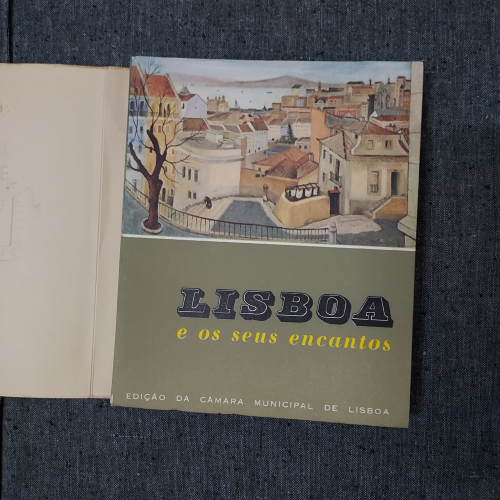 LISBOA
e os seus encantos
EDIÇÃO DA CÂMARA MUNICIPAL DE LISBOA